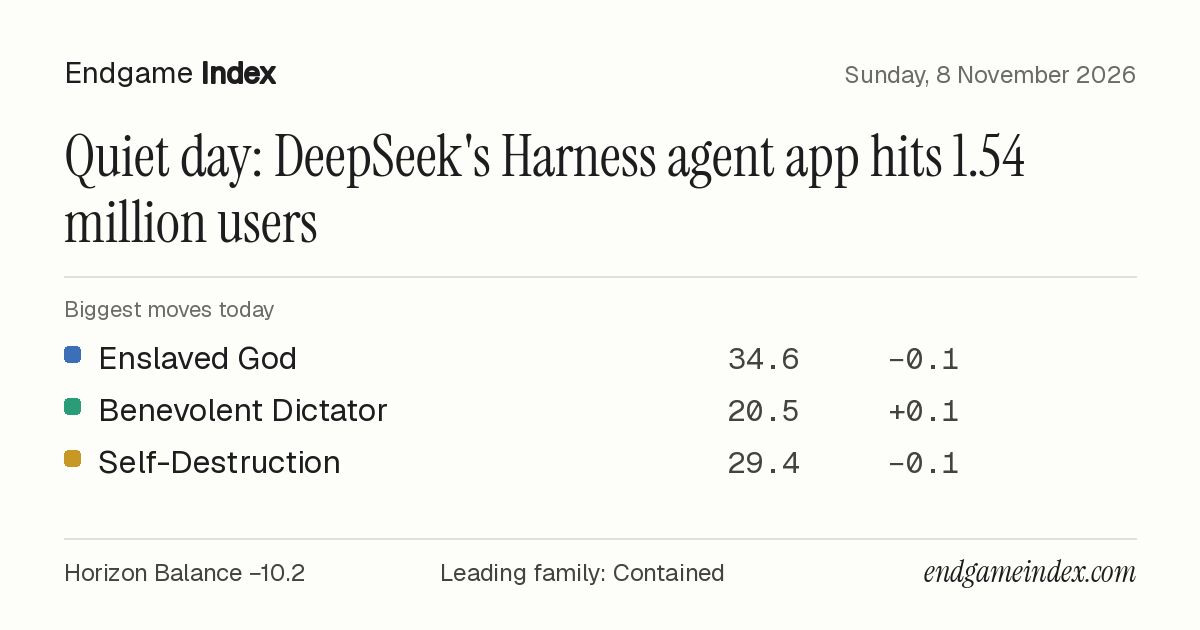 Endgame Index
Sunday, 8 November 2026
Quiet day: DeepSeek's Harness agent app hits 1.54
million users
Biggest moves today
Enslaved God 34.6 −0.1
Benevolent Dictator 20.5 +0.1
Self-Destruction 29.4 −0.1
Horizon Balance −10.2
Leading family: Contained
endgameindex.com